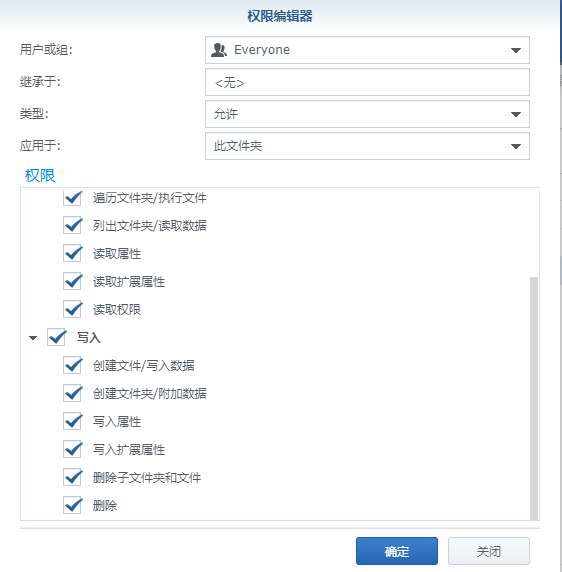 权限编辑器
用户或组: Everyone
继承于: <无>
类型: 允许
应用于: 此文件夹
权限
遍历文件夹/执行文件
列出文件夹/读取数据
读取属性
读取扩展属性
读取权限
写入
创建文件/写入数据
创建文件夹/附加数据
写入属性
写入扩展属性
删除子文件夹和文件
删除
确定 关闭